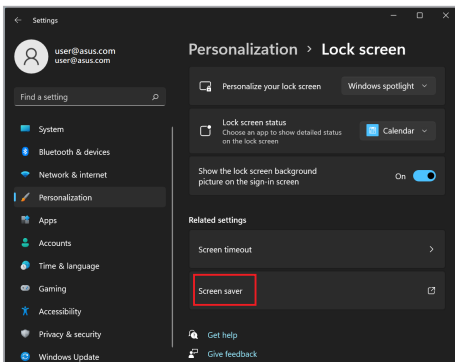 Settings
user@asus.com
user@asus.com
Find a setting
System
Bluetooth & devices
Network & internet
Personalization
Apps
Accounts
Time & language
Gaming
Accessibility
Privacy & security
Windows Update
Personalization > Lock screen
Personalize your lock screen
Windows spotlight
Lock screen status
Choose an app to show detailed status
on the lock screen
Calendar
Show the lock screen background
picture on the sign-in screen
On
Related settings
Screen timeout
Screen saver
Get help
Give feedback